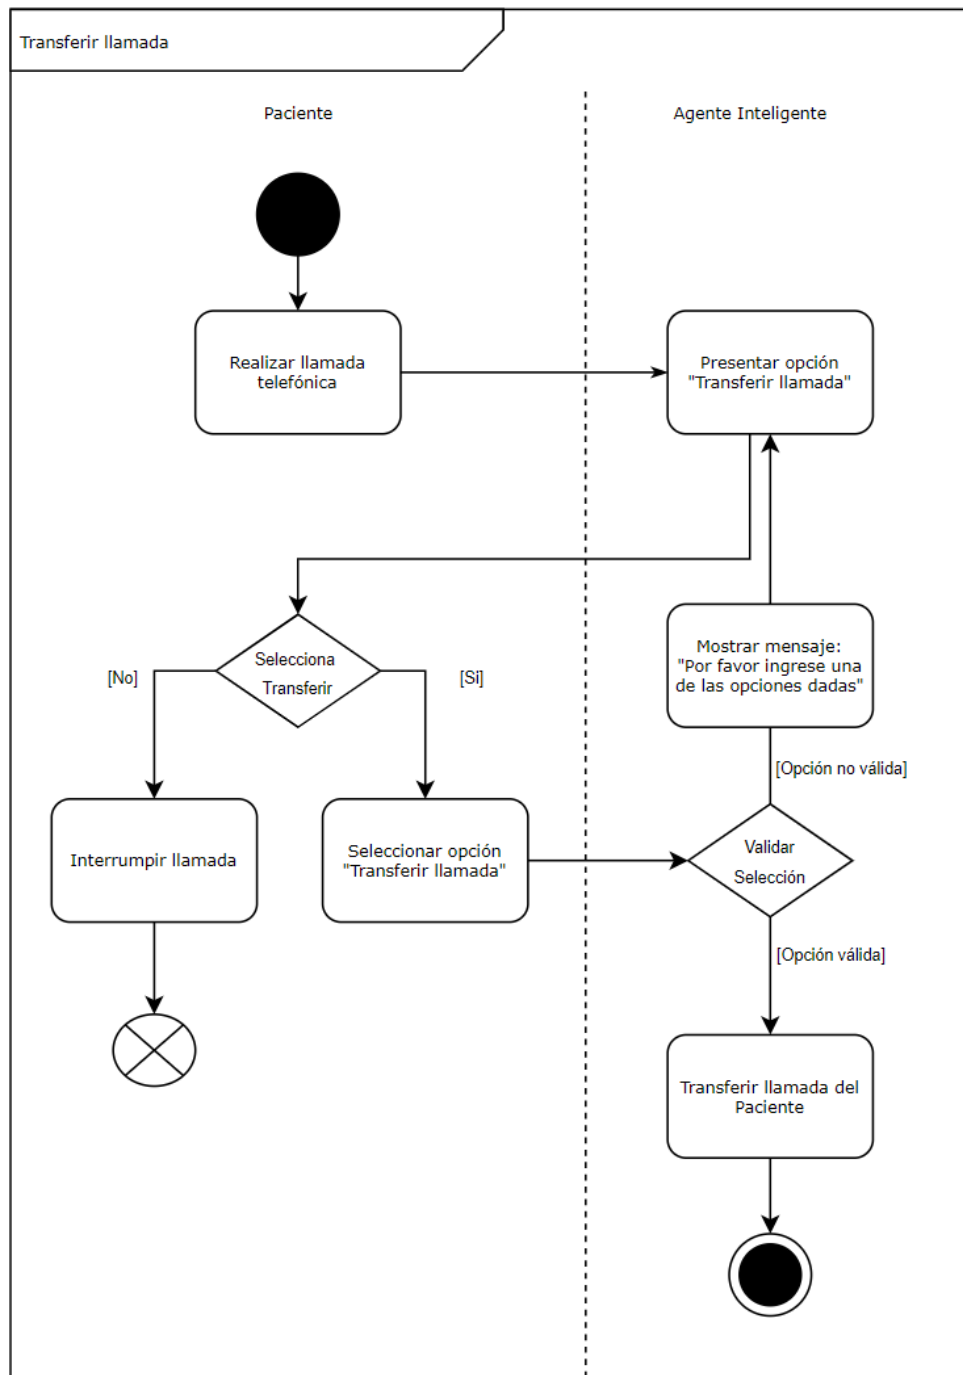 Transferir llamada
Paciente
Agente Inteligente
Realizar llamada
telefónica
Presentar opción
"Transferir llamada"
Selecciona
Transferir
[No]
[Si]
Mostrar mensaje:
"Por favor ingrese una
de las opciones dadas"
[Opción no válida]
Interrumpir llamada
Seleccionar opción
"Transferir llamada"
Validar
Selección
[Opción válida]
Transferir llamada del
Paciente